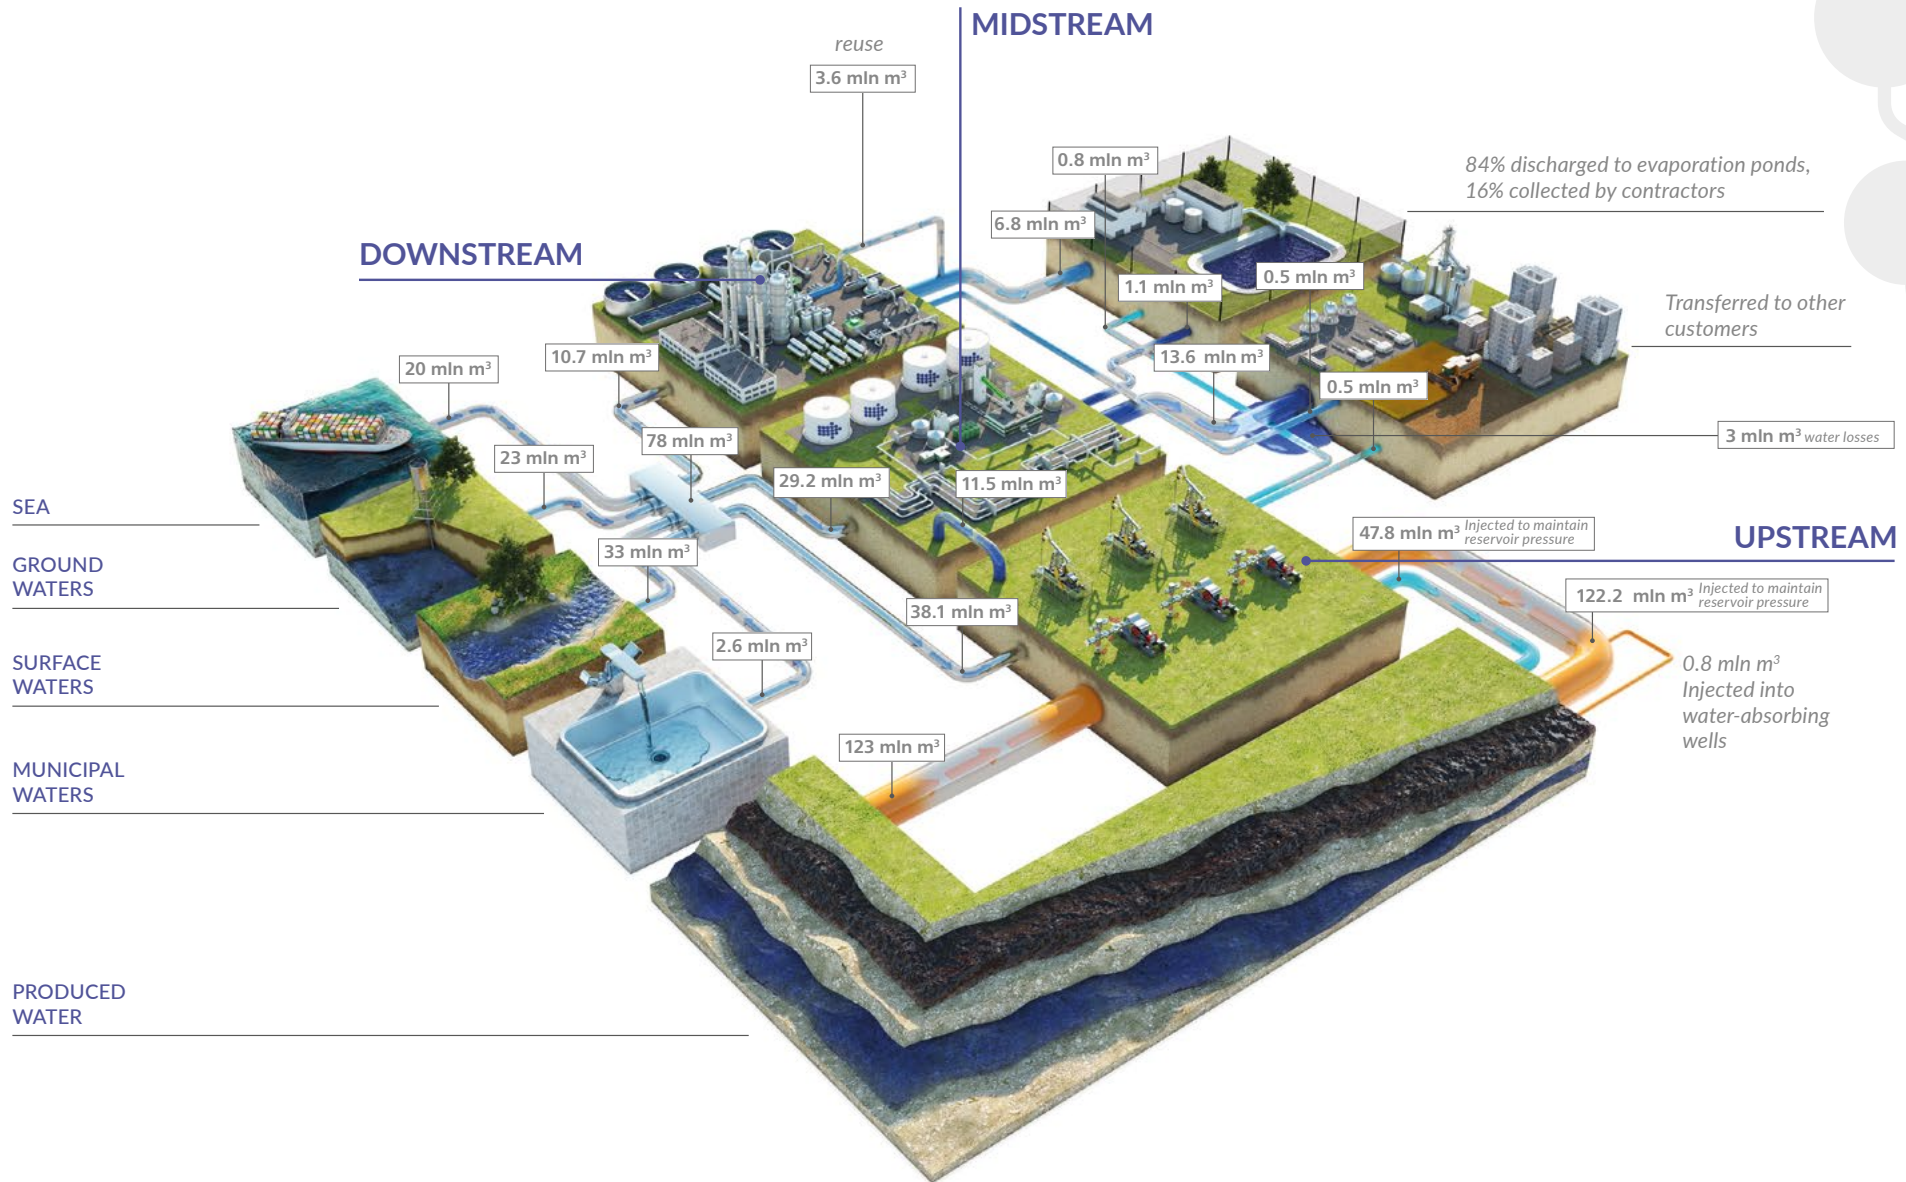 MIDSTREAM
reuse
3.6 mln m³
0.8 mln m³
84% discharged to evaporation ponds,
16% collected by contractors
6.8 mln m³
DOWNSTREAM
1.1 mln m³
0.5 mln m³
Transferred to other
customers
10.7 mln m³
13.6 mln m³
20 mln m³
0.5 mln m³
3 mln m³ water losses
78 mln m³
23 mln m³
29.2 mln m³
11.5 mln m³
SEA
47.8 mln m³ Injected to maintain
reservoir pressure
UPSTREAM
33 mln m³
GROUND
WATERS
122.2 mln m³ Injected to maintain
reservoir pressure
38.1 mln m³
2.6 mln m³
SURFACE
WATERS
0.8 mln m³
Injected into
water-absorbing
wells
123 mln m³
MUNICIPAL
WATERS
PRODUCED
WATER